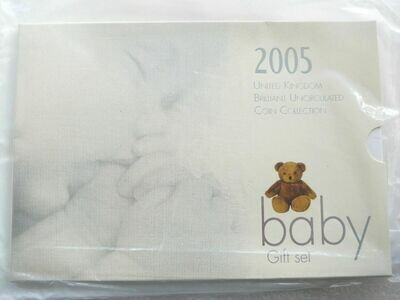 2005
UNITED KINGDOM
BRILLIANT UNCIRCULATED
COIN COLLECTION
baby
Gift set